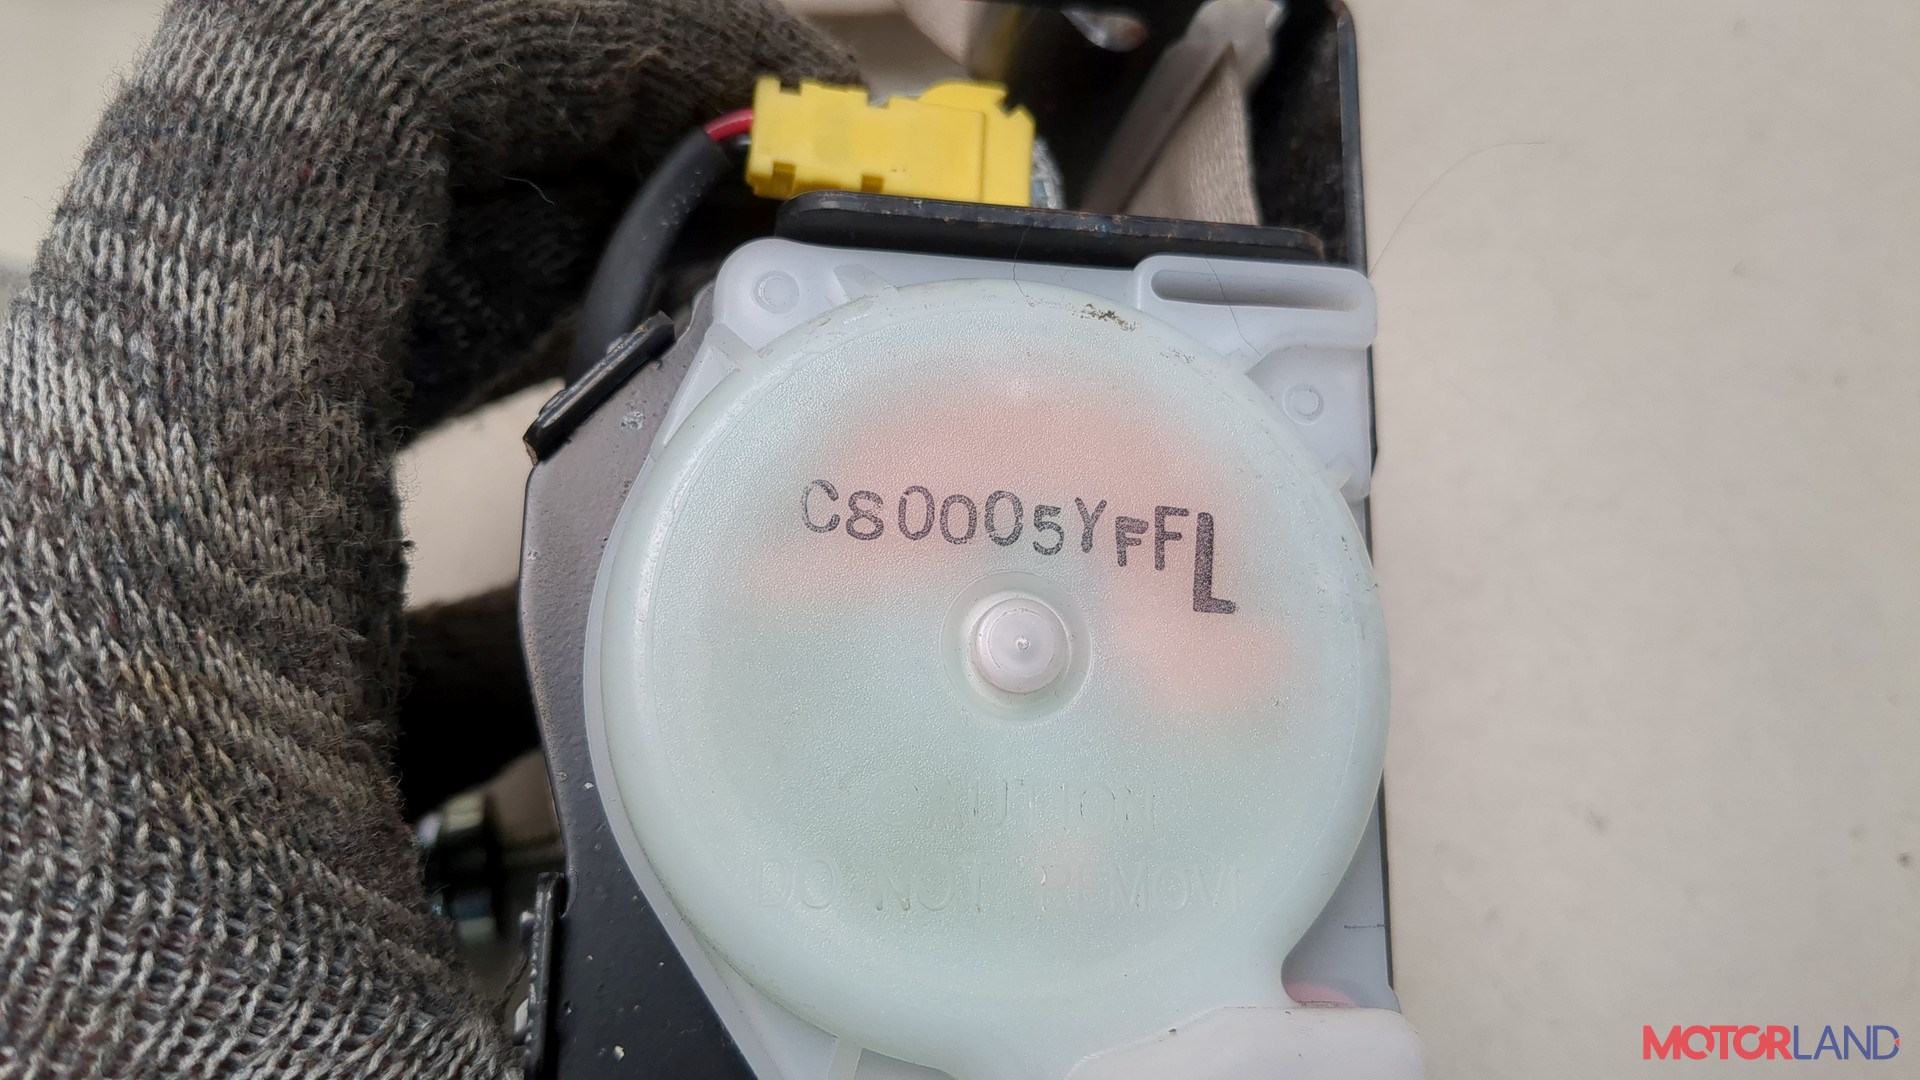 C80005YFFL
CAUTION
DO NOT REMOVE
MOTORLAND